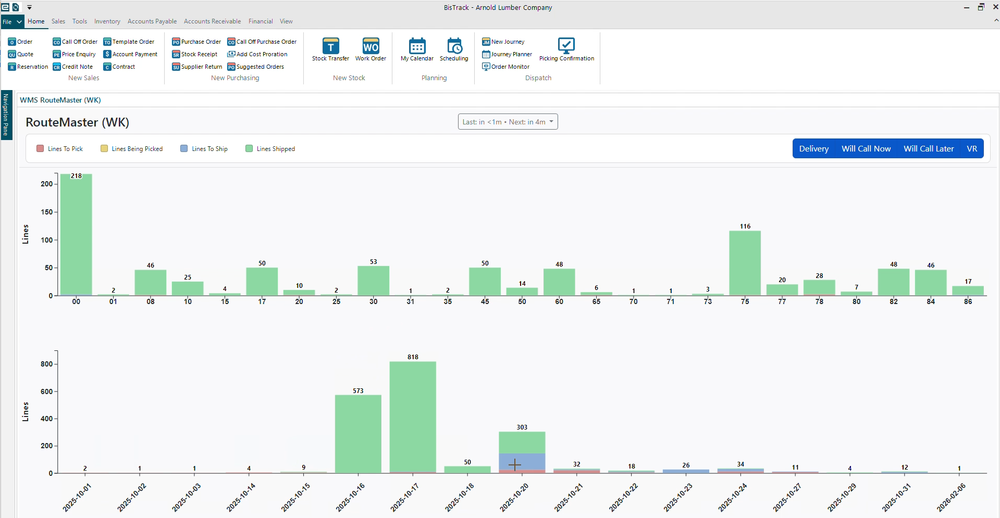 BisTrack - Arnold Lumber Company
File Home Sales Tools Inventory Accounts Payable Accounts Receivable Financial View
O Order CO Call Off Order TO Template Order
QU Quote PE Price Enquiry $ Account Payment
R Reservation CR Credit Note C Contract
New Sales
PO Purchase Order CO Call Off Purchase Order
SR Stock Receipt Add Cost Proration
SU Supplier Return PO Suggested Orders
New Purchasing
T WO
Stock Transfer Work Order
New Stock
My Calendar Scheduling
Planning
JM New Journey
Journey Planner
Order Monitor
Picking Confirmation
Dispatch
Navigation Pane
WMS RouteMaster (WK)
RouteMaster (WK)
Last: in <1m • Next: in 4m
Lines To Pick Lines Being Picked Lines To Ship Lines Shipped
Delivery Will Call Now Will Call Later VR
Lines
200
150
100
50
0
218 2 46 25 4 50 10 2 53 1 2 50 14 48 6 1 1 3 116 20 28 7 48 46 17
00 01 08 10 15 17 20 25 30 31 35 45 50 60 65 70 71 73 75 77 78 80 82 84 86
Lines
800
600
400
200
0
2 1 1 4 9 573 818 50 303 32 18 26 34 11 4 12 1
2025-10-01 2025-10-02 2025-10-03 2025-10-14 2025-10-15 2025-10-16 2025-10-17 2025-10-18 2025-10-20 2025-10-21 2025-10-22 2025-10-23 2025-10-24 2025-10-27 2025-10-29 2025-10-31 2026-02-06